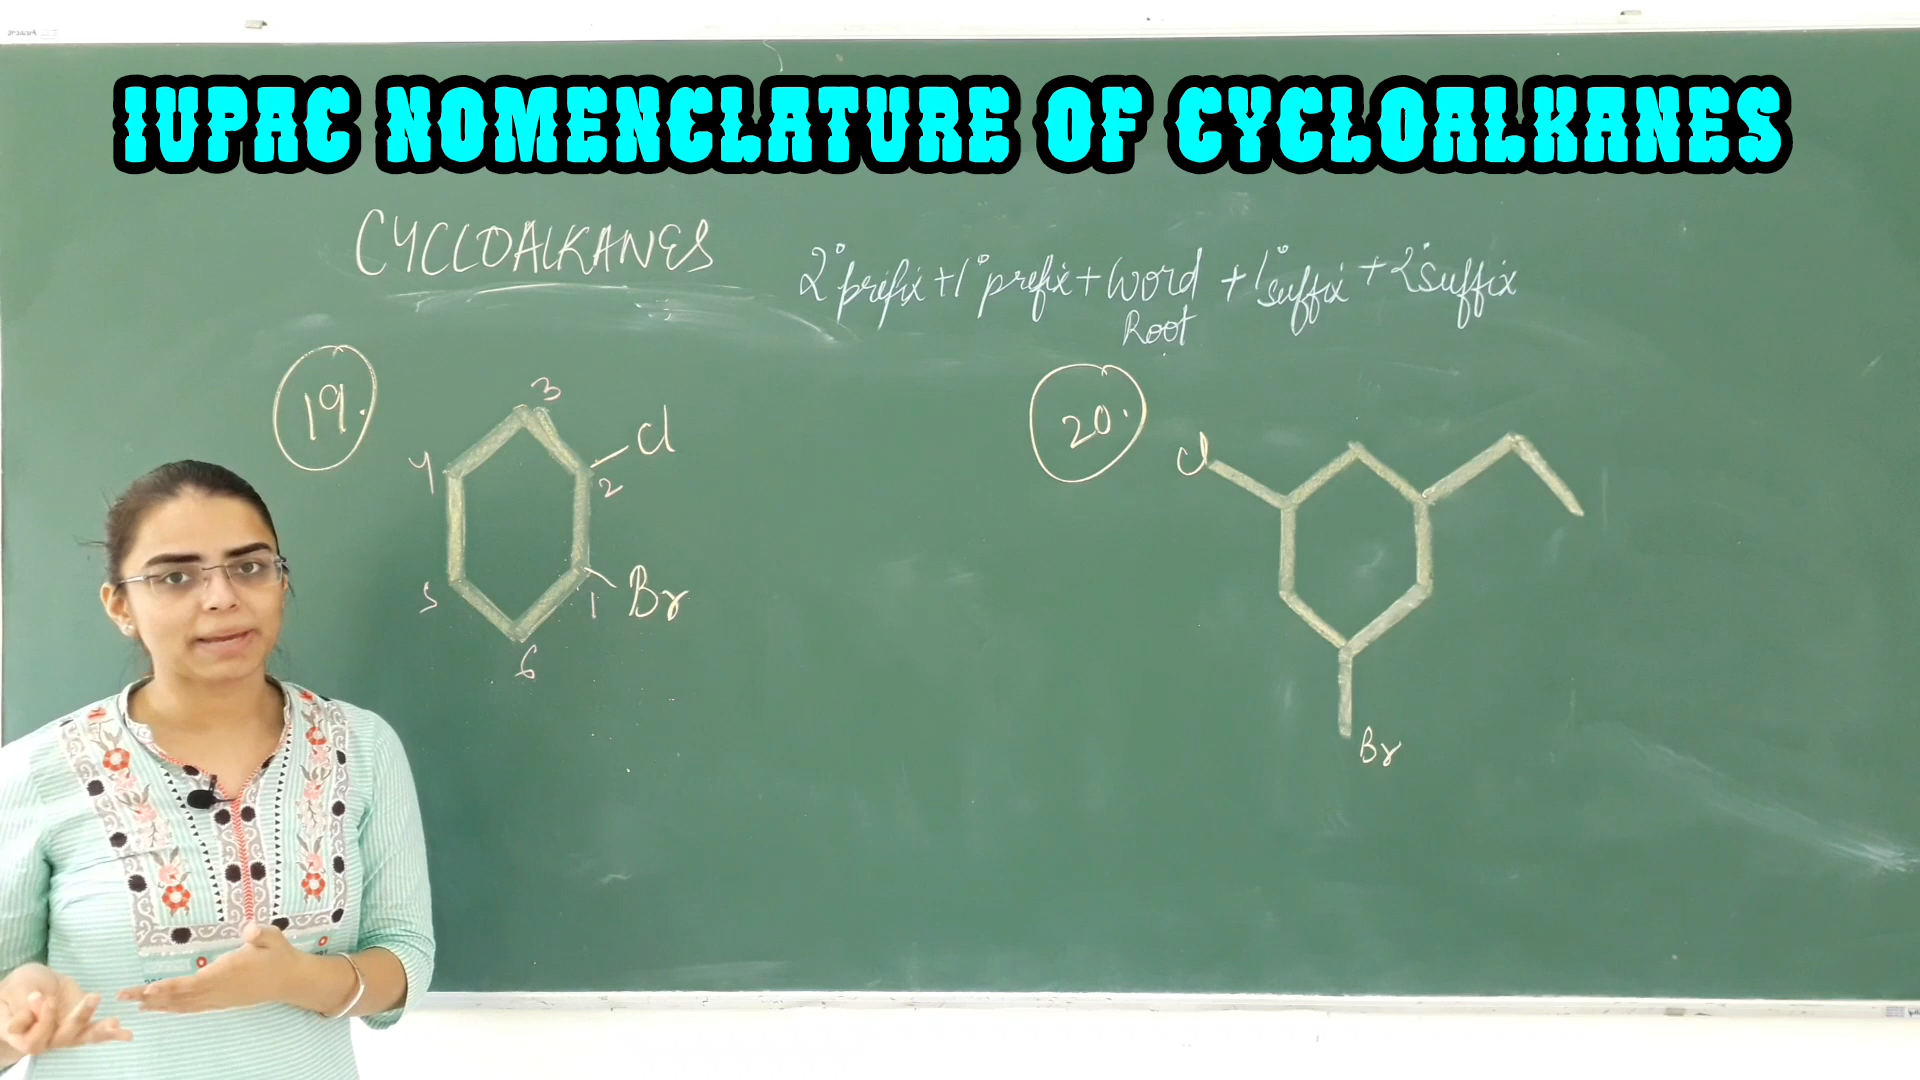 IUPAC NOMENCLATURE OF CYCLOALKANES
CYCLOALKANES
2° prefix + 1° prefix + Word + 1° suffix + 2° suffix
Root
19.
3
Cl
4
2
5
1
Br
6
20.
Cl
Br